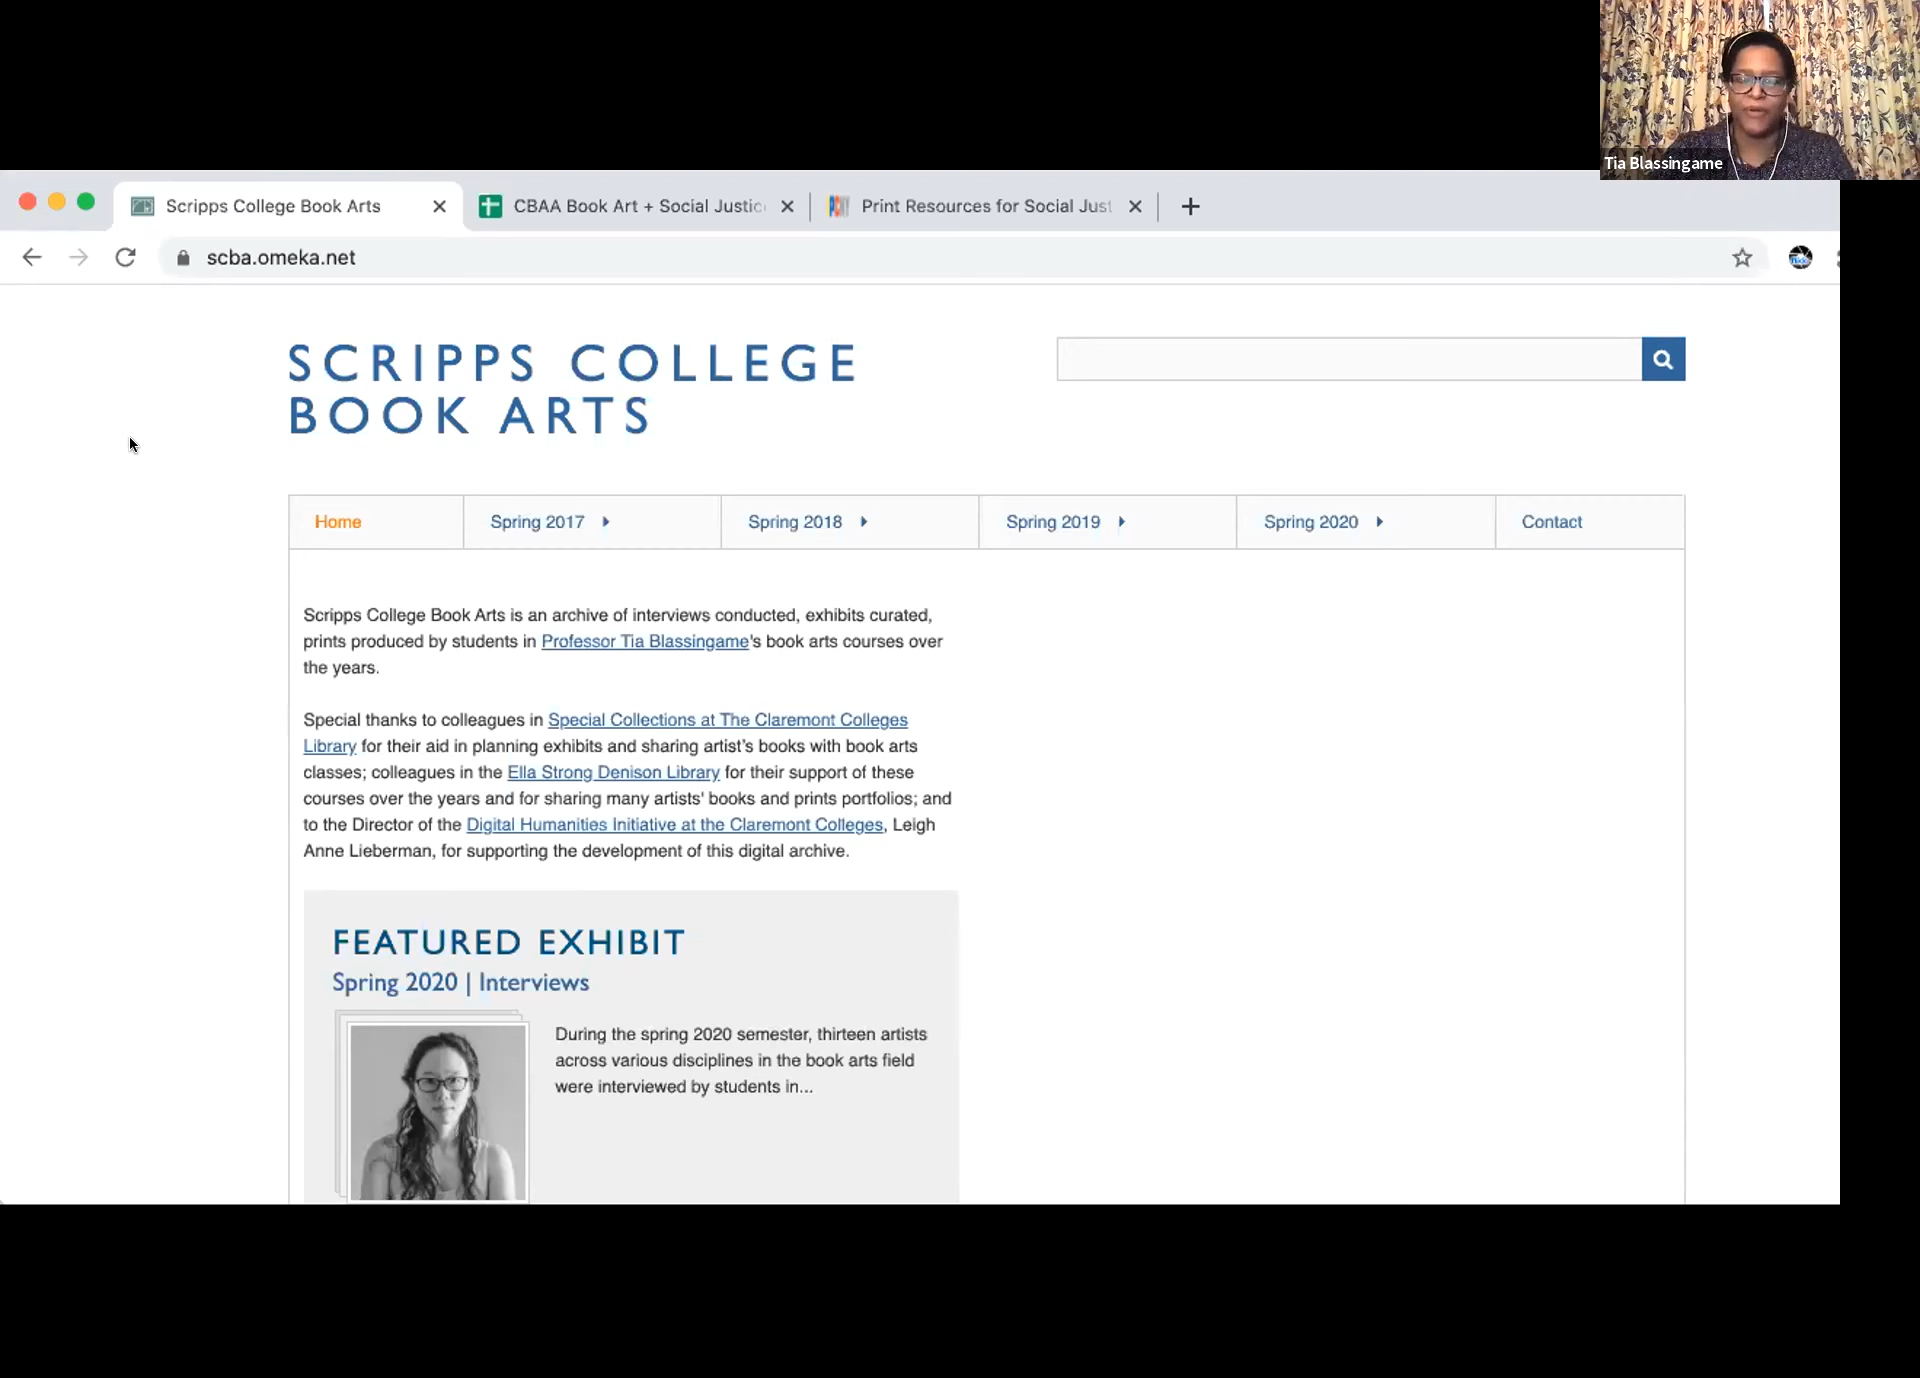 Tia Blassingame
Scripps College Book Arts
CBAA Book Art + Social Justic
Print Resources for Social Just
scba.omeka.net
SCRIPPS COLLEGE
BOOK ARTS
Home
Spring 2017
Spring 2018
Spring 2019
Spring 2020
Contact
Scripps College Book Arts is an archive of interviews conducted, exhibits curated,
prints produced by students in Professor Tia Blassingame's book arts courses over
the years.
Special thanks to colleagues in Special Collections at The Claremont Colleges
Library for their aid in planning exhibits and sharing artist's books with book arts
classes; colleagues in the Ella Strong Denison Library for their support of these
courses over the years and for sharing many artists' books and prints portfolios; and
to the Director of the Digital Humanities Initiative at the Claremont Colleges, Leigh
Anne Lieberman, for supporting the development of this digital archive.
FEATURED EXHIBIT
Spring 2020 | Interviews
During the spring 2020 semester, thirteen artists
across various disciplines in the book arts field
were interviewed by students in...